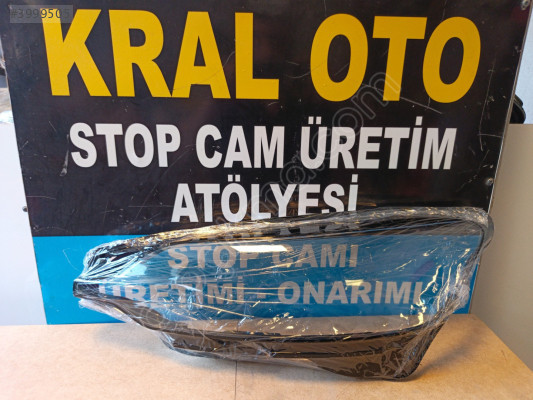 KRAL OTO
STOP CAM ÜRETİM
ATÖLYESİ
STOP CAMI
ÜRETİMİ - ONARIMI